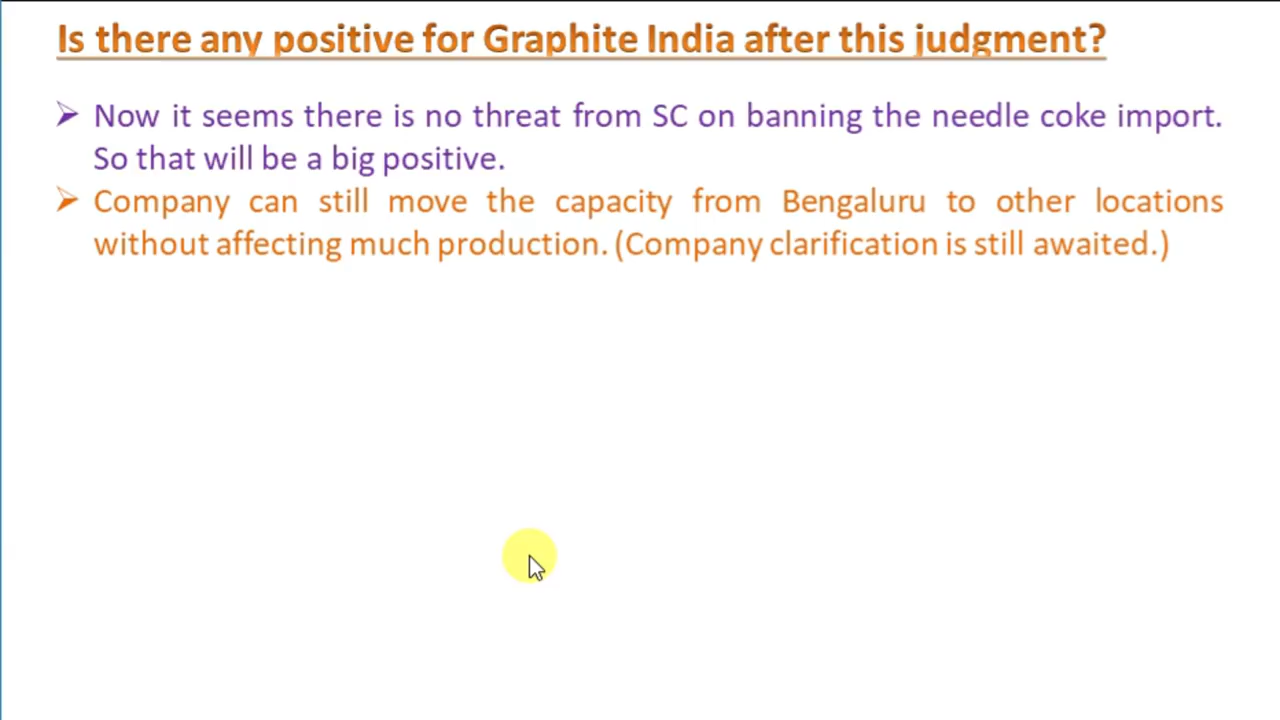 Is there any positive for Graphite India after this judgment?
➢ Now it seems there is no threat from SC on banning the needle coke import.
So that will be a big positive.
➢ Company can still move the capacity from Bengaluru to other locations
without affecting much production. (Company clarification is still awaited.)